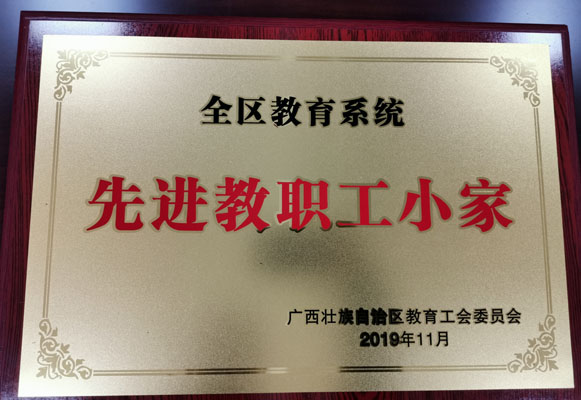 全区教育系统
先进教职工小家
广西壮族自治区教育工会委员会
2019年11月